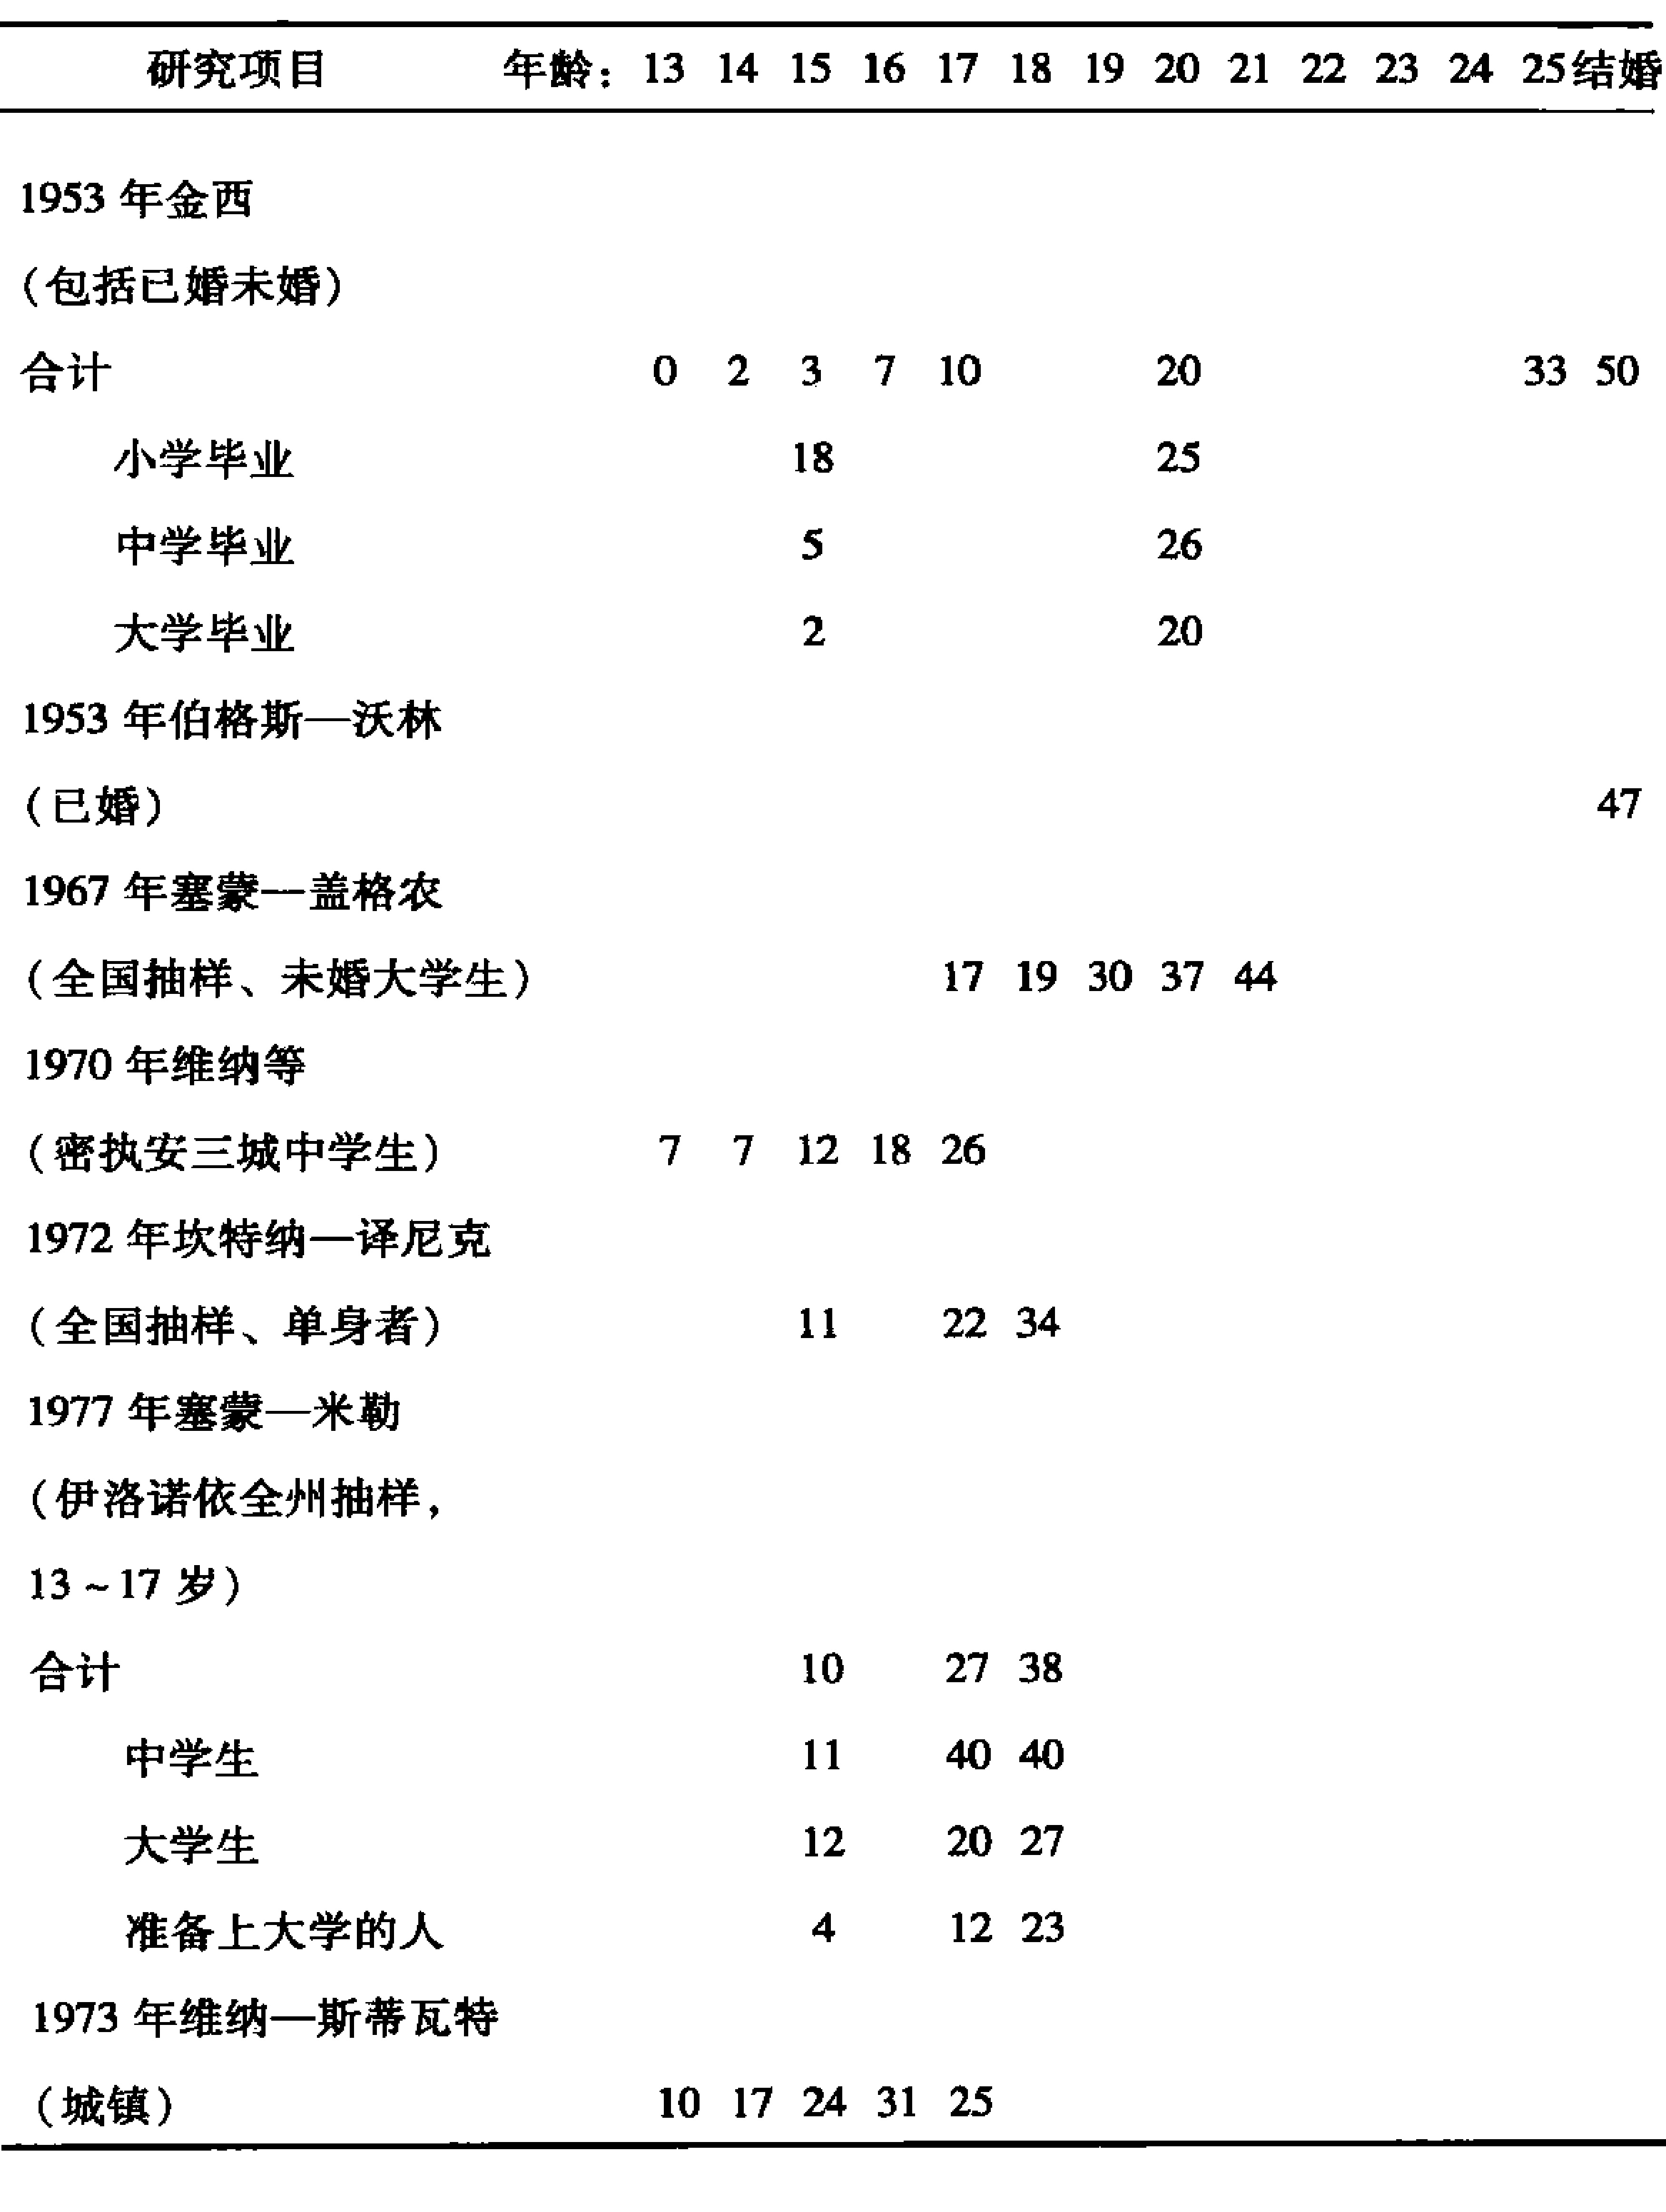 研究项目 年龄: 13 14 15 16 17 18 19 20 21 22 23 24 25 结婚
1953 年金西
(包括已婚未婚)
合计 0 2 3 7 10 20 33 50
小学毕业 18 25
中学毕业 5 26
大学毕业 2 20
1953 年伯格斯—沃林
(已婚) 47
1967 年塞蒙—盖格农
(全国抽样、未婚大学生) 17 19 30 37 44
1970 年维纳等
(密执安三城中学生) 7 7 12 18 26
1972 年坎特纳—译尼克
(全国抽样、单身者) 11 22 34
1977 年塞蒙—米勒
(伊洛诺依全州抽样,
13~17 岁)
合计 10 27 38
中学生 11 40 40
大学生 12 20 27
准备上大学的人 4 12 23
1973 年维纳—斯蒂瓦特
(城镇) 10 17 24 31 25